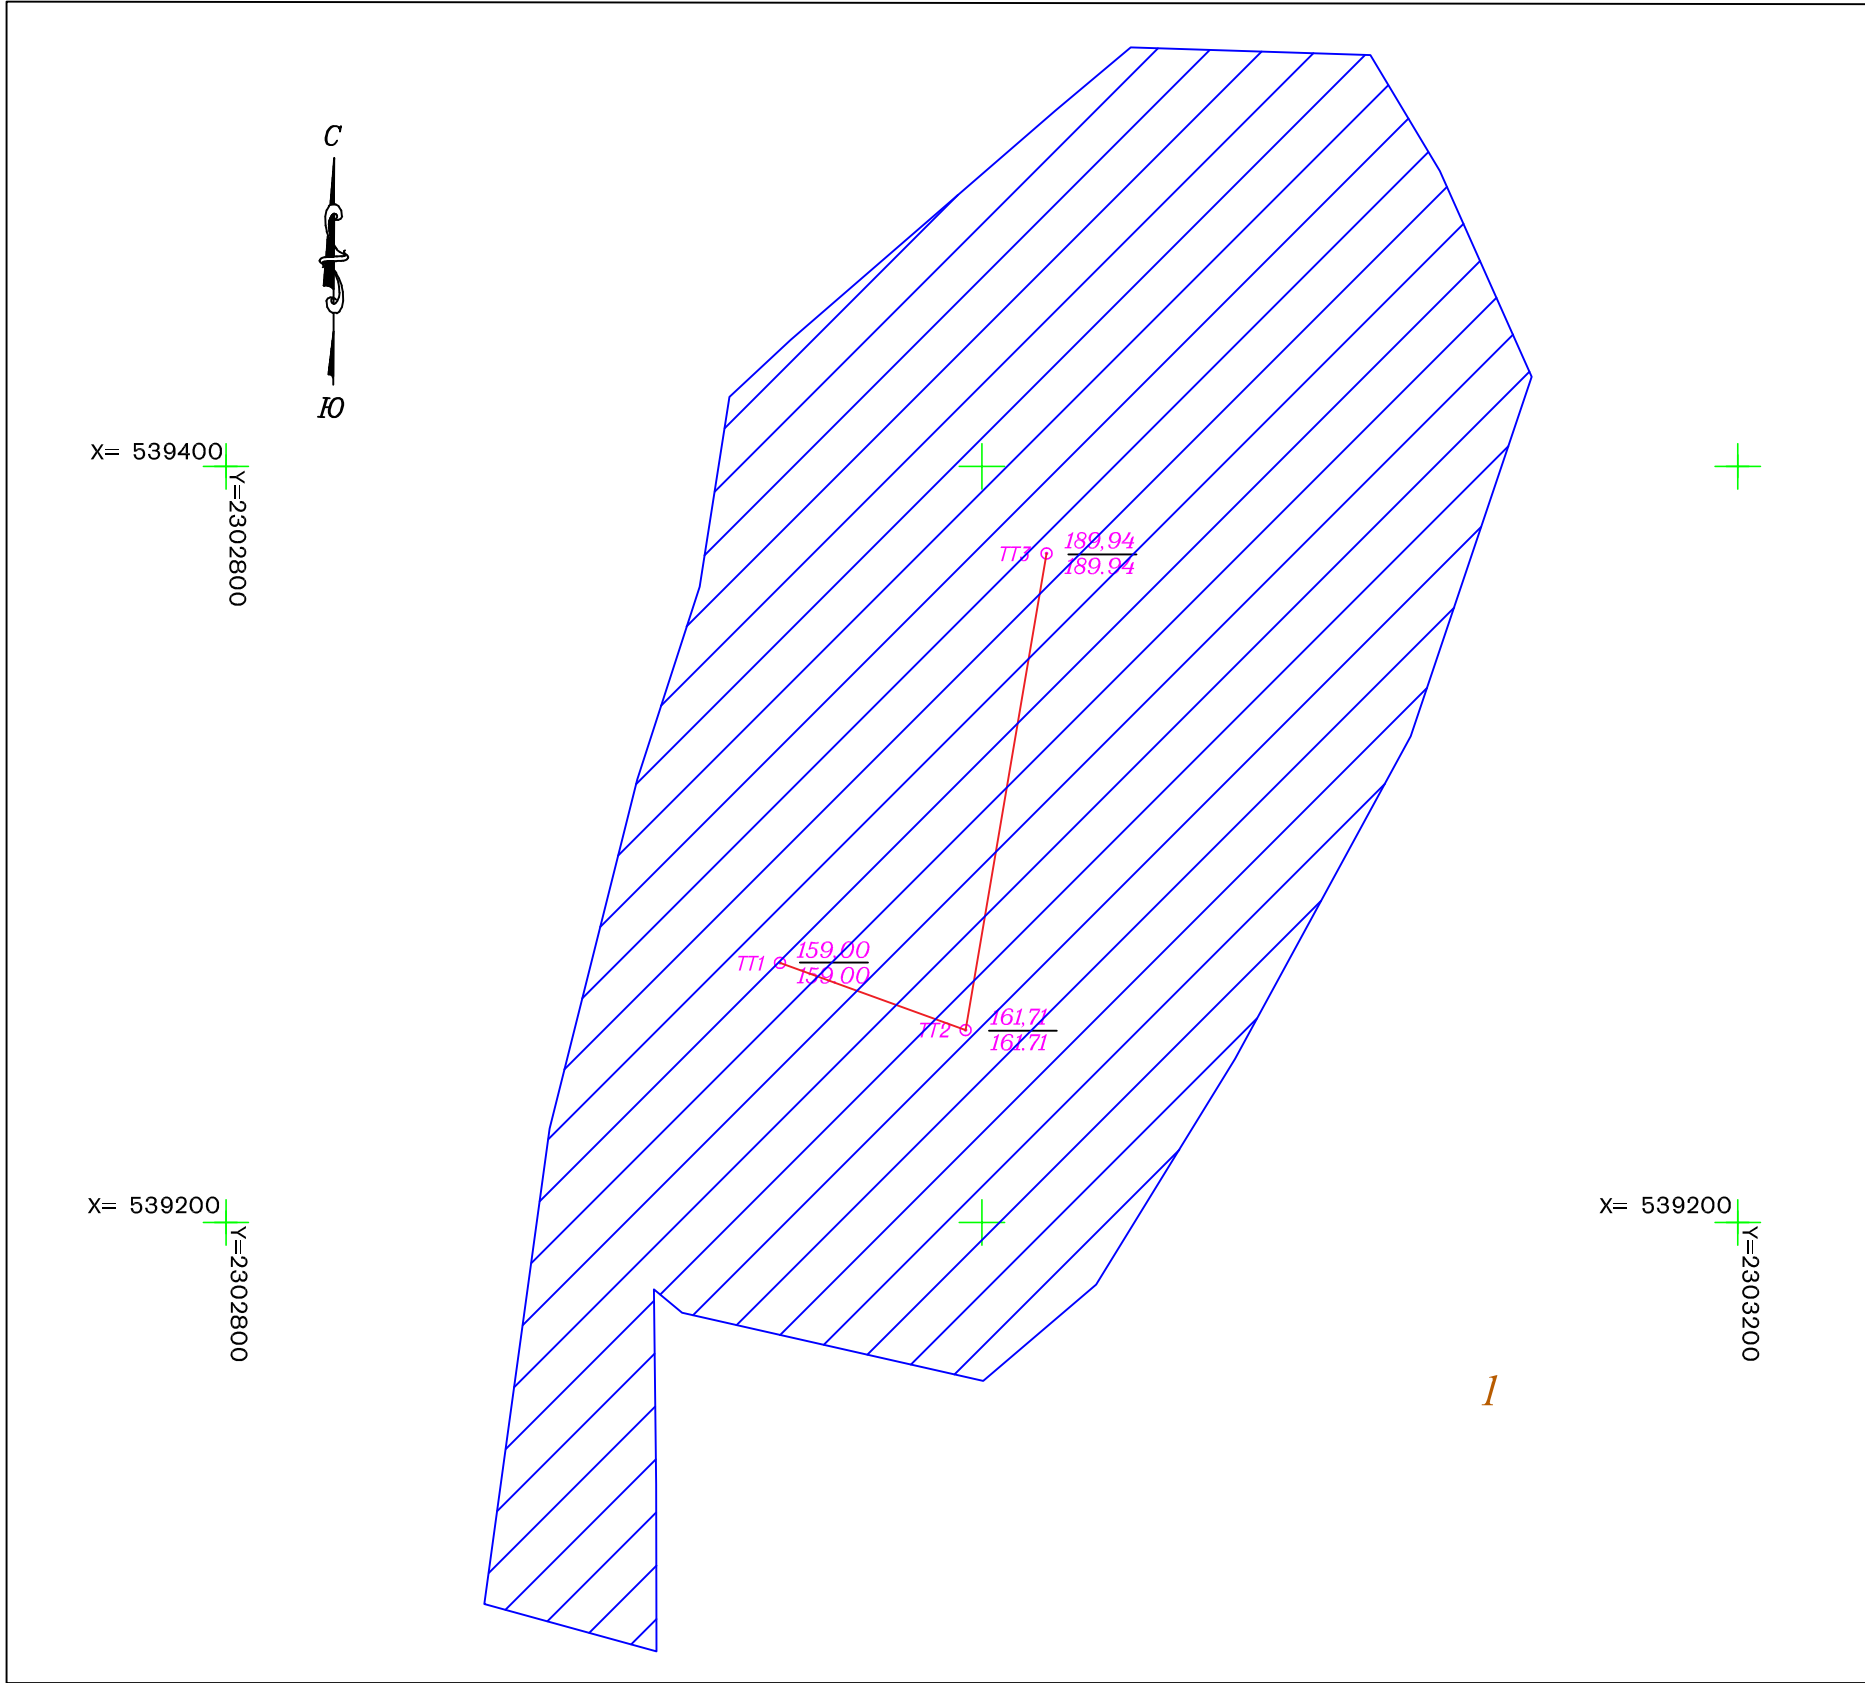 С
Ю
X= 539400
Y=2302800
ТТ3
189,94
189.94
ТТ1
159,00
159.00
ТТ2
161,71
161.71
X= 539200
Y=2302800
X= 539200
Y=2303200
1